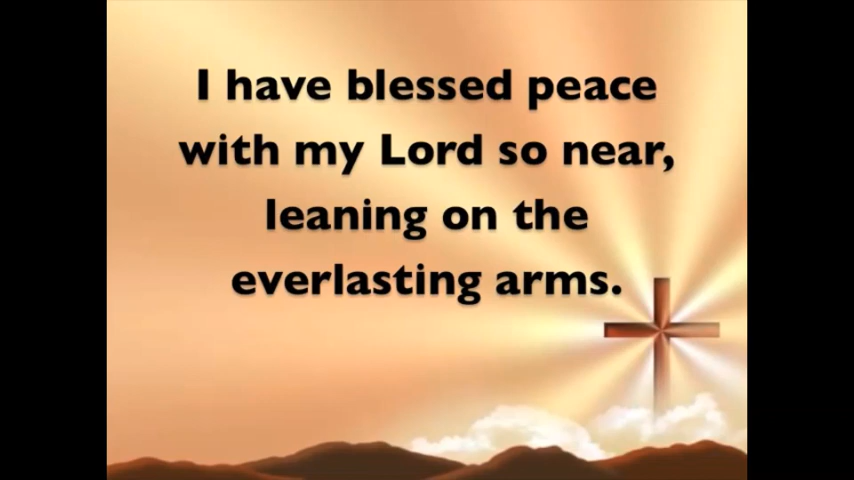 I have blessed peace
with my Lord so near,
leaning on the
everlasting arms.